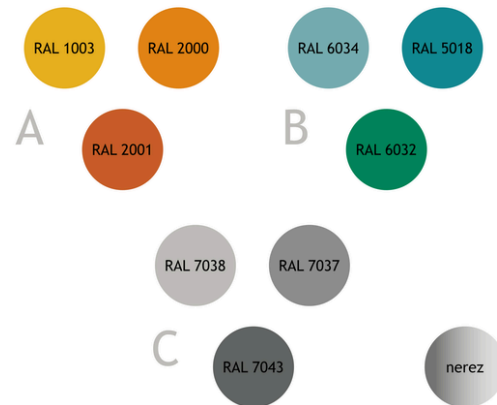 RAL 1003
RAL 2000
RAL 6034
RAL 5018
A
RAL 2001
B
RAL 6032
RAL 7038
RAL 7037
C
RAL 7043
nerez